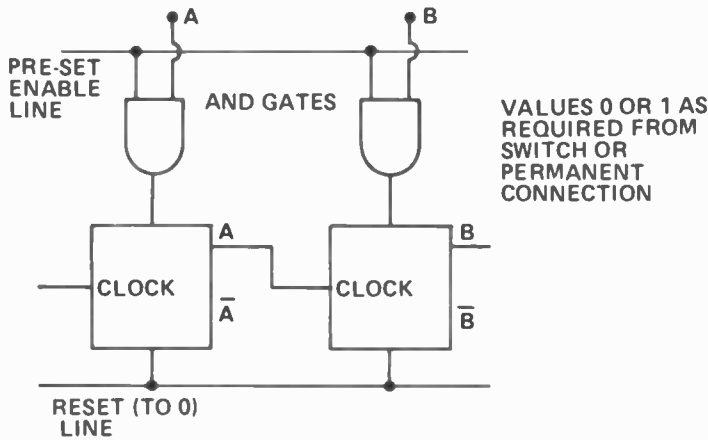 A
B
PRE-SET
ENABLE
LINE
AND GATES
VALUES 0 OR 1 AS
REQUIRED FROM
SWITCH OR
PERMANENT
CONNECTION
A
B
CLOCK
CLOCK
A̅
B̅
RESET (TO 0)
LINE